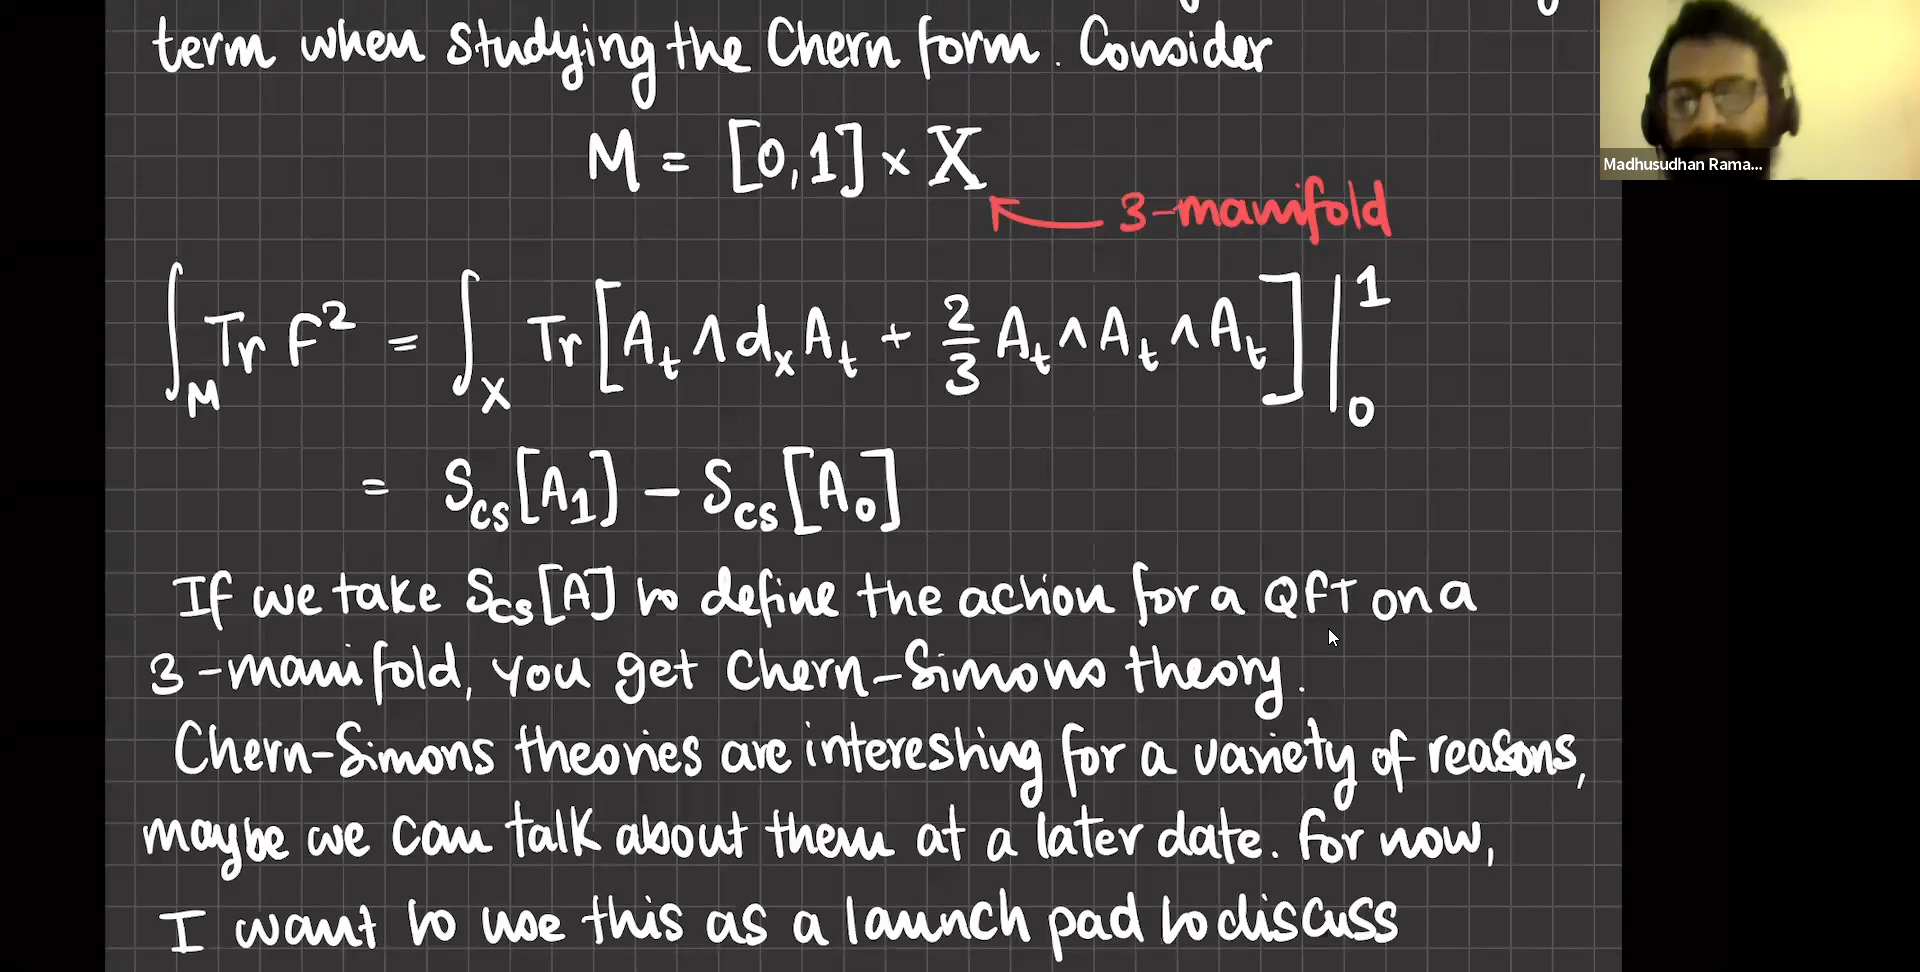 term when studying the Chern form. Consider
M = [0,1] × X
3-manifold
∫_M Tr F² = ∫_X Tr[A_t ∧ d_x A_t + 2/3 A_t ∧ A_t ∧ A_t] |_0^1
= S_CS[A_1] – S_CS[A_0]
If we take S_CS[A] to define the action for a QFT on a
3-manifold, you get Chern-Simons theory.
Chern-Simons theories are interesting for a variety of reasons,
maybe we can talk about them at a later date. For now,
I want to use this as a launch pad to discuss
Madhusudhan Rama...